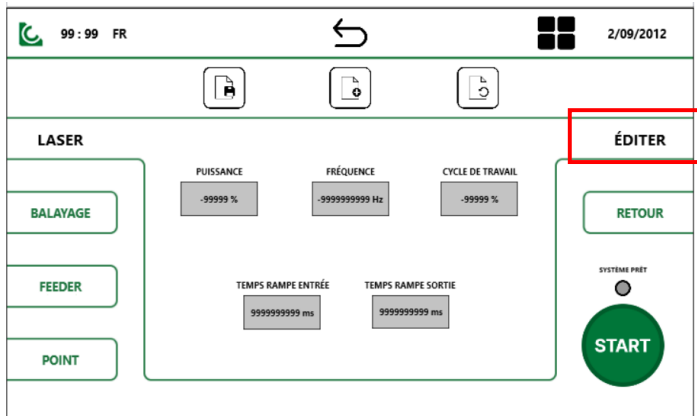 99 : 99 FR 2/09/2012
LASER
ÉDITER
PUISSANCE FRÉQUENCE CYCLE DE TRAVAIL
-99999 % -9999999999 Hz -99999 %
BALAYAGE
RETOUR
FEEDER
TEMPS RAMPE ENTRÉE TEMPS RAMPE SORTIE
9999999999 ms 9999999999 ms
SYSTÈME PRÊT
START
POINT